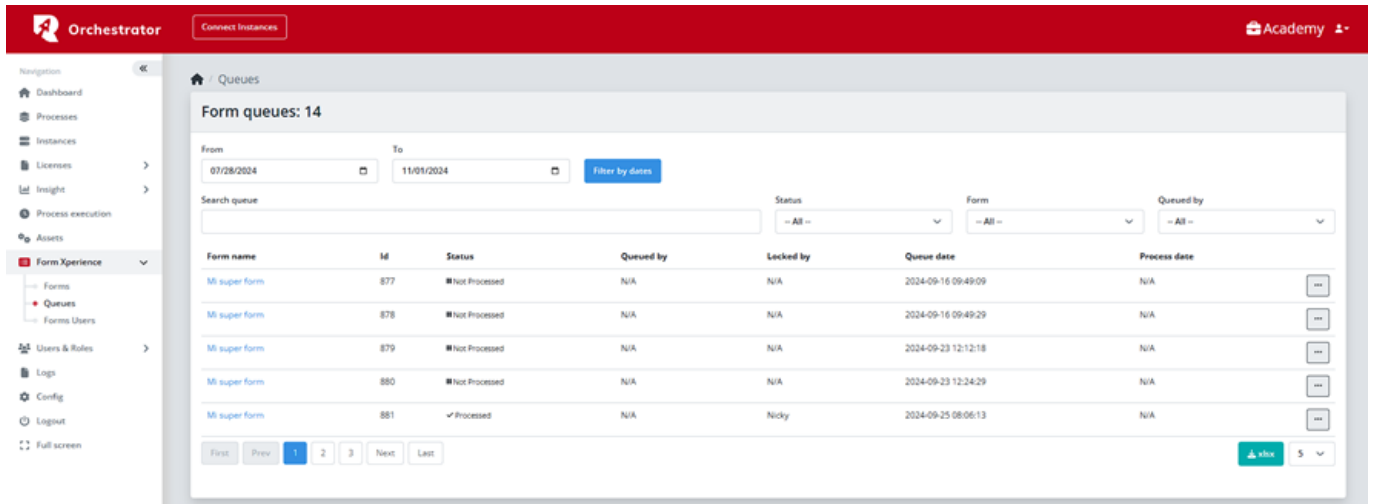 Orchestrator
Connect Instances
Academy
Navigation
Dashboard
Processes
Instances
Licenses
Insight
Process execution
Assets
Form Xperience
Forms
Queues
Forms Users
Users & Roles
Logs
Config
Logout
Full screen
/ Queues
Form queues: 14
From To
07/28/2024 11/01/2024 Filter by dates
Search queue Status Form Queued by
-- All -- -- All -- -- All --
Form name Id Status Queued by Locked by Queue date Process date
Mi super form 877 Not Processed N/A N/A 2024-09-16 09:49:09 N/A ...
Mi super form 878 Not Processed N/A N/A 2024-09-16 09:49:29 N/A ...
Mi super form 879 Not Processed N/A N/A 2024-09-23 12:12:18 N/A ...
Mi super form 880 Not Processed N/A N/A 2024-09-23 12:24:29 N/A ...
Mi super form 881 Processed N/A Nicky 2024-09-25 08:06:13 N/A ...
First Prev 1 2 3 Next Last xlsx 5